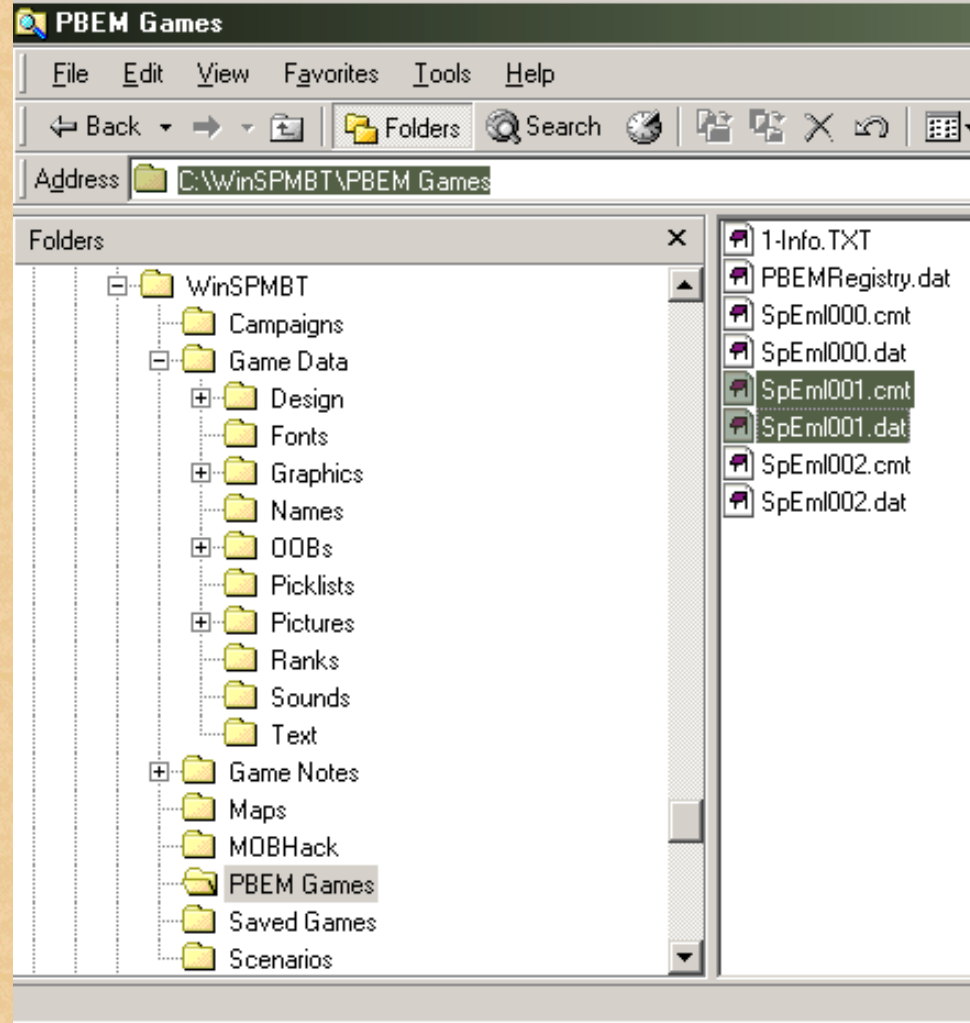 PBEM Games
File Edit View Favorites Tools Help
Back Folders Search
Address C:\WinSPMBT\PBEM Games
Folders
WinSPMBT
Campaigns
Game Data
Design
Fonts
Graphics
Names
OOBs
Picklists
Pictures
Ranks
Sounds
Text
Game Notes
Maps
MOBHack
PBEM Games
Saved Games
Scenarios
1-Info.TXT
PBEMRegistry.dat
SpEml000.cmt
SpEml000.dat
SpEml001.cmt
SpEml001.dat
SpEml002.cmt
SpEml002.dat